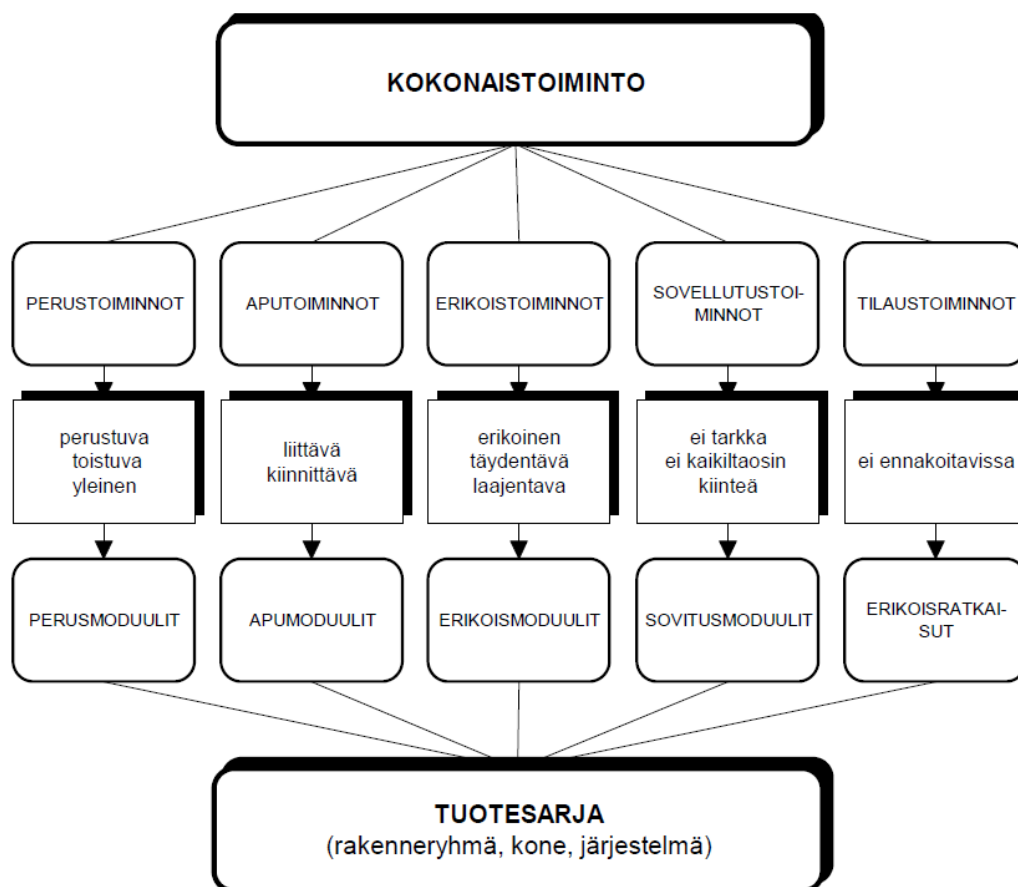 KOKONAISTOIMINTO
PERUSTOIMINNOT
APUTOIMINNOT
ERIKOISTOIMINNOT
SOVELLUTUSTOI-
MINNOT
TILAUSTOIMINNOT
perustuva
toistuva
yleinen
liittävä
kiinnittävä
erikoinen
täydentävä
laajentava
ei tarkka
ei kaikiltaosin
kiinteä
ei ennakoitavissa
PERUSMODUULIT
APUMODUULIT
ERIKOISMODUULIT
SOVITUSMODUULIT
ERIKOISRATKAI-
SUT
TUOTESARJA
(rakenneryhmä, kone, järjestelmä)